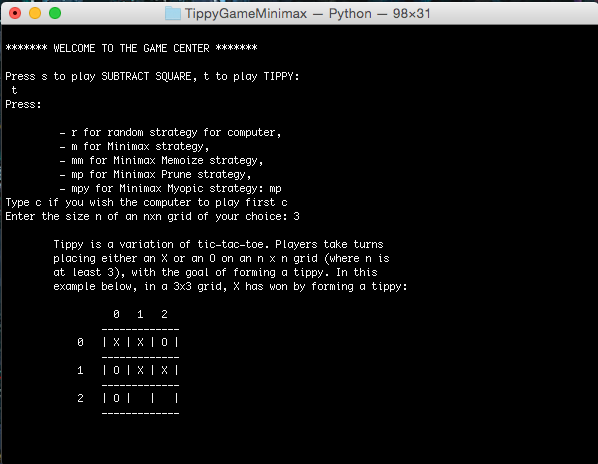 TippyGameMinimax — Python — 98×31
******* WELCOME TO THE GAME CENTER *******
Press s to play SUBTRACT SQUARE, t to play TIPPY:
t
Press:
- r for random strategy for computer,
- m for Minimax strategy,
- mm for Minimax Memoize strategy,
- mp for Minimax Prune strategy,
- mpy for Minimax Myopic strategy: mp
Type c if you wish the computer to play first c
Enter the size n of an nxn grid of your choice: 3
Tippy is a variation of tic-tac-toe. Players take turns
placing either an X or an O on an n x n grid (where n is
at least 3), with the goal of forming a tippy. In this
example below, in a 3x3 grid, X has won by forming a tippy:
0 1 2
-------------
0 | X | X | O |
-------------
1 | O | X | X |
-------------
2 | O |   |   |
-------------